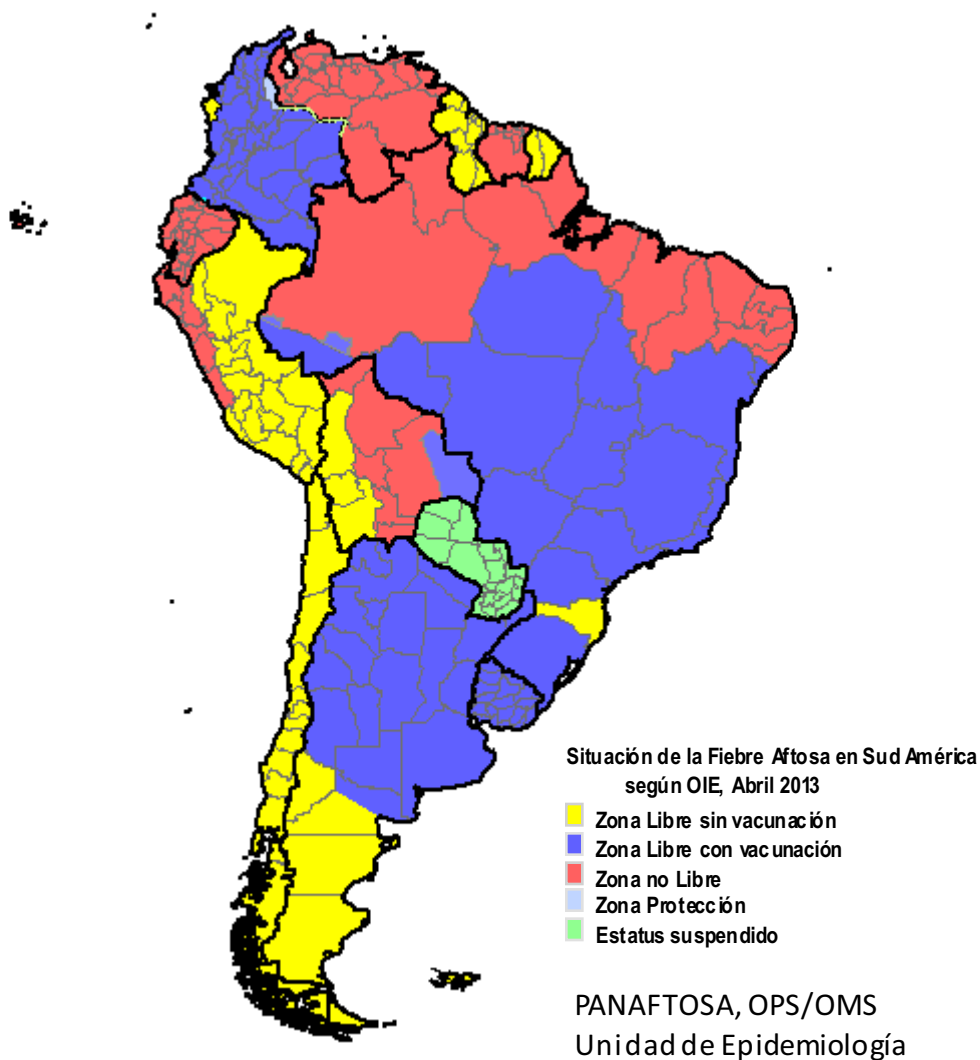 Situación de la Fiebre Aftosa en Sud América
según OIE, Abril 2013
Zona Libre sin vacunación
Zona Libre con vacunación
Zona no Libre
Zona Protección
Estatus suspendido
PANAFTOSA, OPS/OMS
Unidad de Epidemiología